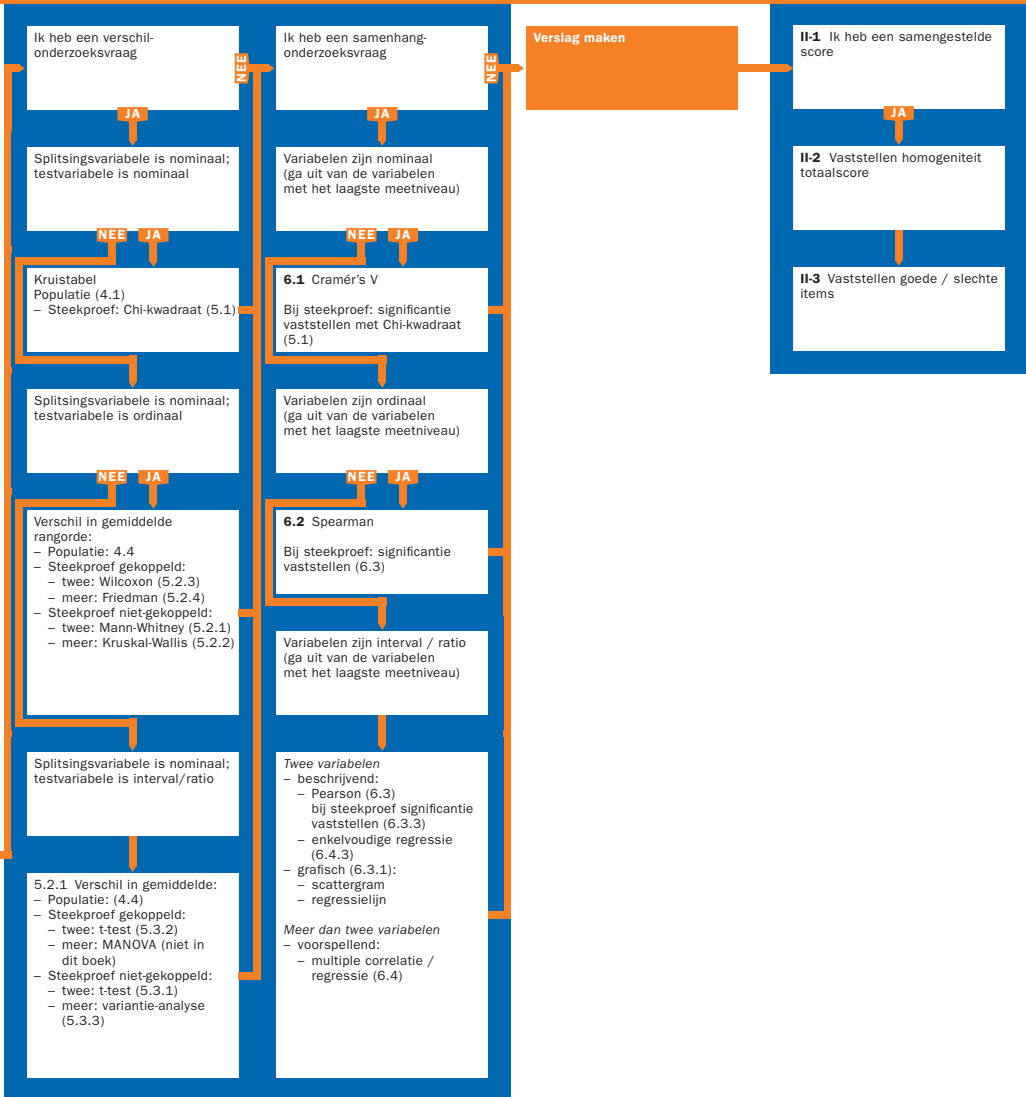 Ik heb een verschil-
onderzoeksvraag
NEE
JA
Splitsingsvariabele is nominaal;
testvariabele is nominaal
NEE JA
Kruistabel
Populatie (4.1)
– Steekproef: Chi-kwadraat (5.1)
Splitsingsvariabele is nominaal;
testvariabele is ordinaal
NEE JA
Verschil in gemiddelde
rangorde:
– Populatie: 4.4
– Steekproef gekoppeld:
– twee: Wilcoxon (5.2.3)
– meer: Friedman (5.2.4)
– Steekproef niet-gekoppeld:
– twee: Mann-Whitney (5.2.1)
– meer: Kruskal-Wallis (5.2.2)
Splitsingsvariabele is nominaal;
testvariabele is interval/ratio
5.2.1 Verschil in gemiddelde:
– Populatie: (4.4)
– Steekproef gekoppeld:
– twee: t-test (5.3.2)
– meer: MANOVA (niet in
dit boek)
– Steekproef niet-gekoppeld:
– twee: t-test (5.3.1)
– meer: variantie-analyse
(5.3.3)
Ik heb een samenhang-
onderzoeksvraag
NEE
JA
Variabelen zijn nominaal
(ga uit van de variabelen
met het laagste meetniveau)
NEE JA
6.1 Cramér's V
Bij steekproef: significantie
vaststellen met Chi-kwadraat
(5.1)
Variabelen zijn ordinaal
(ga uit van de variabelen
met het laagste meetniveau)
NEE JA
6.2 Spearman
Bij steekproef: significantie
vaststellen (6.3)
Variabelen zijn interval / ratio
(ga uit van de variabelen
met het laagste meetniveau)
Twee variabelen
– beschrijvend:
– Pearson (6.3)
bij steekproef significantie
vaststellen (6.3.3)
– enkelvoudige regressie
(6.4.3)
– grafisch (6.3.1):
– scattergram
– regressielijn
Meer dan twee variabelen
– voorspellend:
– multiple correlatie /
regressie (6.4)
Verslag maken
II-1 Ik heb een samengestelde
score
JA
II-2 Vaststellen homogeniteit
totaalscore
II-3 Vaststellen goede / slechte
items